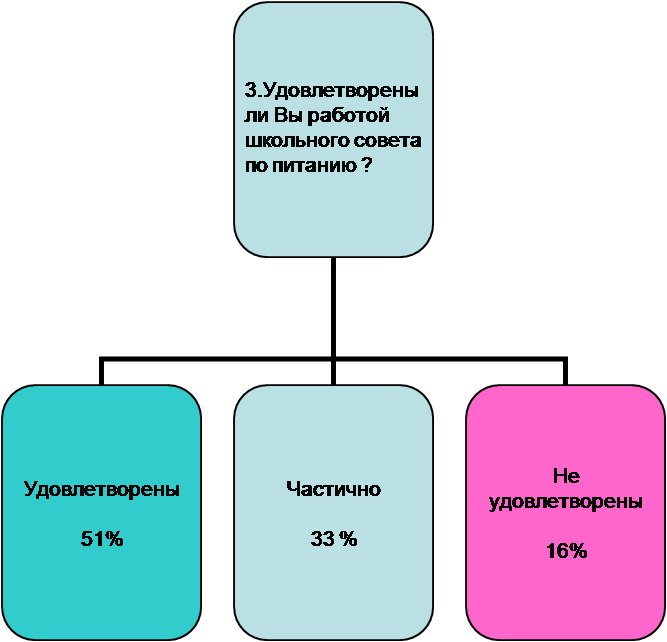 3.Удовлетворены
ли Вы работой
школьного совета
по питанию ?
Удовлетворены
51%
Частично
33 %
Не
удовлетворены
16%